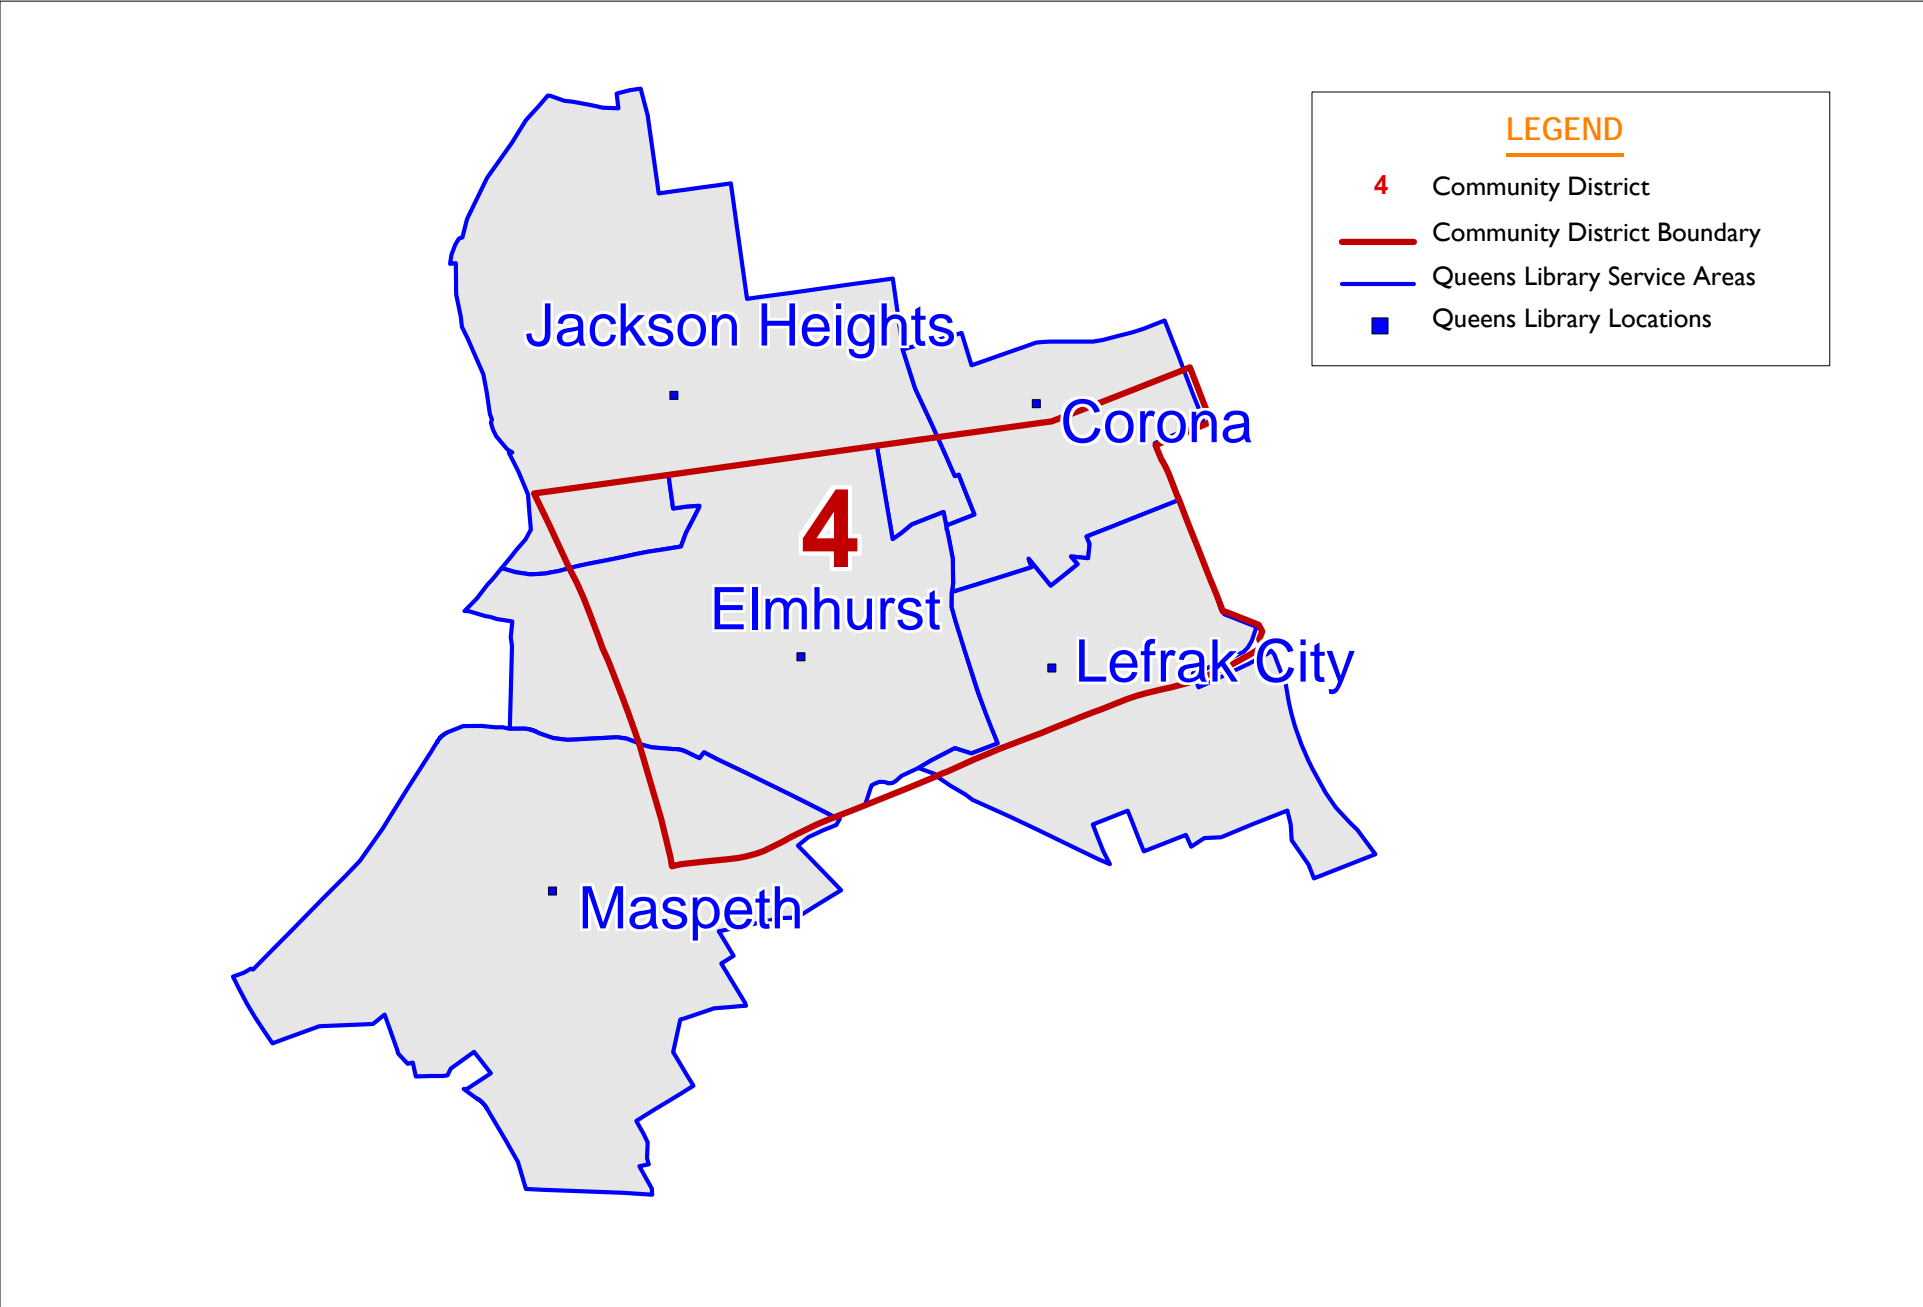 LEGEND
4 Community District
Community District Boundary
Queens Library Service Areas
Queens Library Locations
Jackson Heights
Corona
4
Elmhurst
Lefrak City
Maspeth